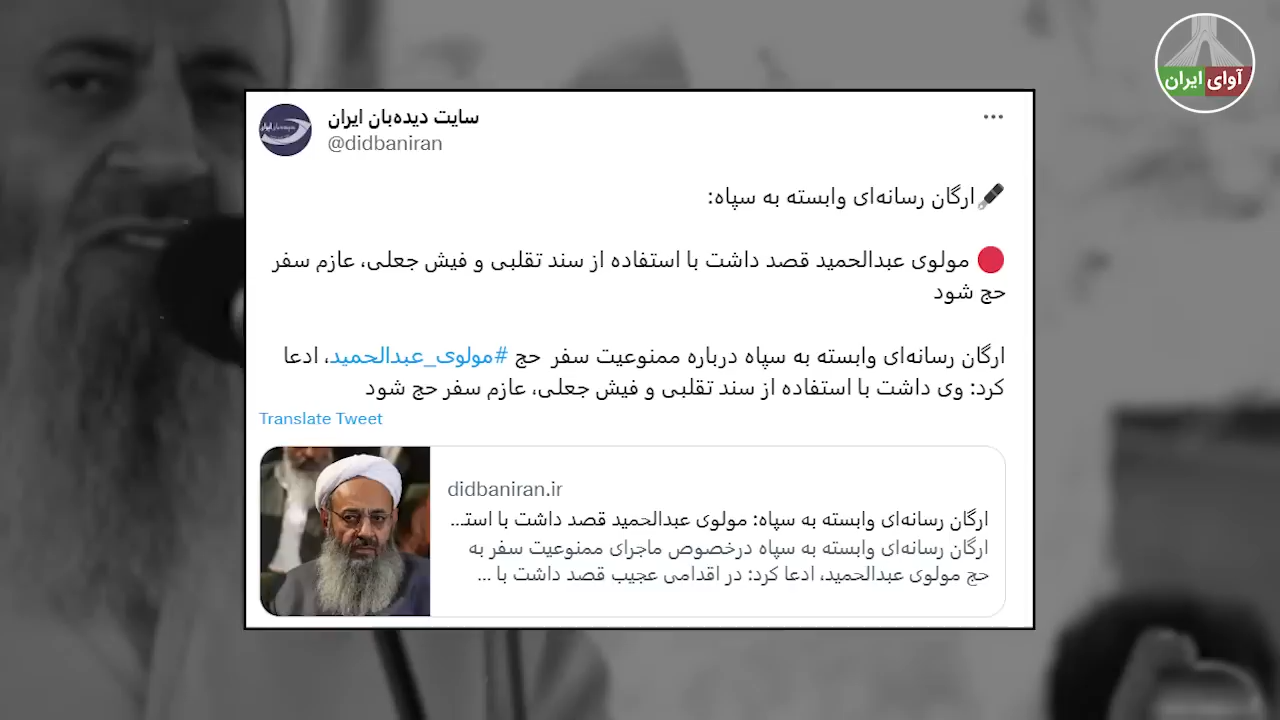 آوای ایران
سایت دیده‌بان ایران
@didbaniran
ارگان رسانه‌ای وابسته به سپاه:
مولوی عبدالحمید قصد داشت با استفاده از سند تقلبی و فیش جعلی، عازم سفر
حج شود
ارگان رسانه‌ای وابسته به سپاه درباره ممنوعیت سفر حج #مولوی_عبدالحمید، ادعا
کرد: وی داشت با استفاده از سند تقلبی و فیش جعلی، عازم سفر حج شود
Translate Tweet
didbaniran.ir
ارگان رسانه‌ای وابسته به سپاه: مولوی عبدالحمید قصد داشت با استـ...
ارگان رسانه‌ای وابسته به سپاه درخصوص ماجرای ممنوعیت سفر به
حج مولوی عبدالحمید، ادعا کرد: در اقدامی عجیب قصد داشت با ...